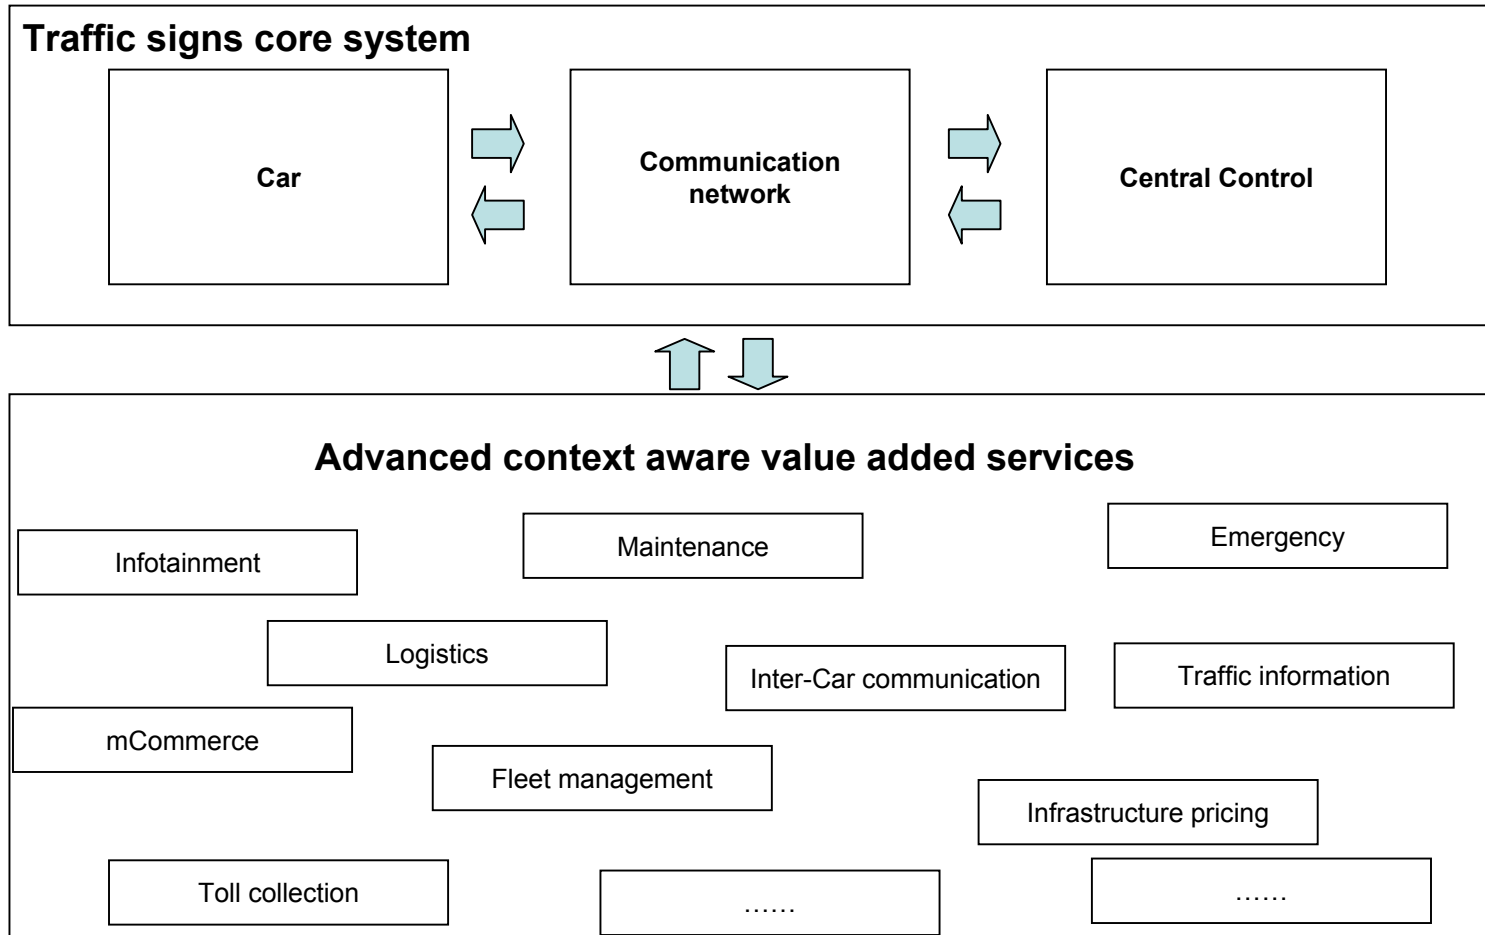 Traffic signs core system
Car
Communication
network
Central Control
Advanced context aware value added services
Infotainment
Maintenance
Emergency
Logistics
Inter-Car communication
Traffic information
mCommerce
Fleet management
Infrastructure pricing
Toll collection
……
……